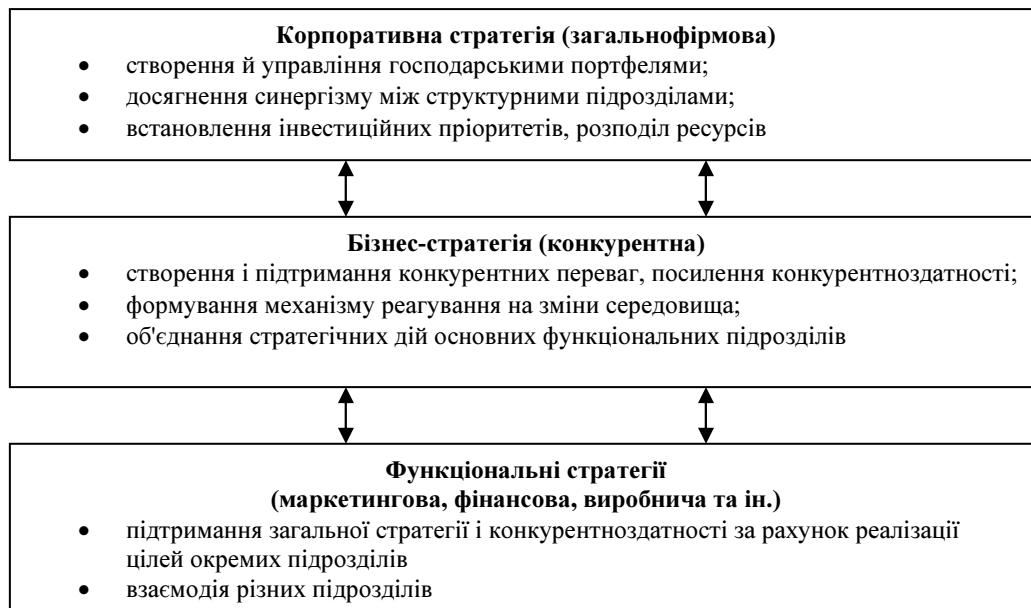 Корпоративна стратегія (загальнофірмова)
• створення й управління господарськими портфелями;
• досягнення синергізму між структурними підрозділами;
• встановлення інвестиційних пріоритетів, розподіл ресурсів
Бізнес-стратегія (конкурентна)
• створення і підтримання конкурентних переваг, посилення конкурентноздатності;
• формування механізму реагування на зміни середовища;
• об'єднання стратегічних дій основних функціональних підрозділів
Функціональні стратегії
(маркетингова, фінансова, виробнича та ін.)
• підтримання загальної стратегії і конкурентноздатності за рахунок реалізації
цілей окремих підрозділів
• взаємодія різних підрозділів